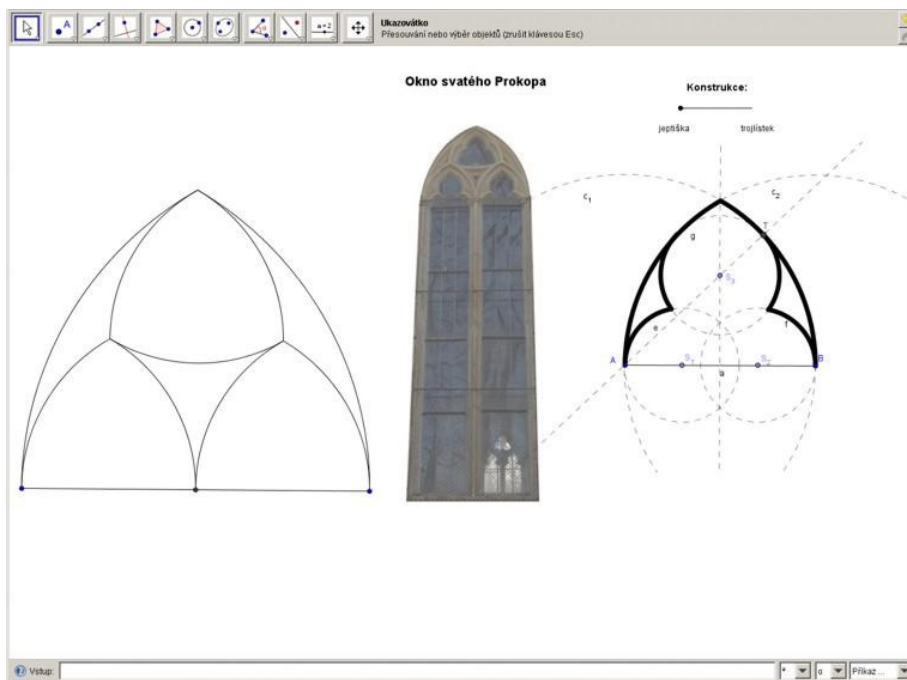 Ukazovátko
Přesouvání nebo výběr objektů (zrušit klávesou Esc)
Okno svatého Prokopa
Konstrukce:
jeptiška trojlístek
c1 c2
T
g
S3
e f
A S1 S2 B
a
Vstup:
Příkaz ...